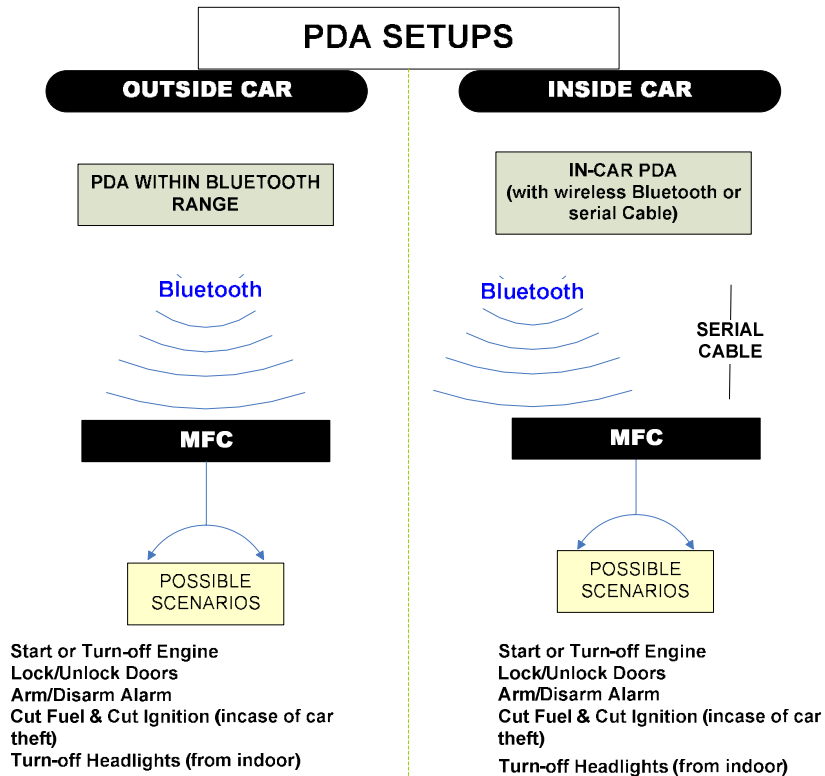 PDA SETUPS
OUTSIDE CAR
PDA WITHIN BLUETOOTH
RANGE
Bluetooth
MFC
POSSIBLE
SCENARIOS
Start or Turn-off Engine
Lock/Unlock Doors
Arm/Disarm Alarm
Cut Fuel & Cut Ignition (incase of car
theft)
Turn-off Headlights (from indoor)
INSIDE CAR
IN-CAR PDA
(with wireless Bluetooth or
serial Cable)
Bluetooth
SERIAL
CABLE
MFC
POSSIBLE
SCENARIOS
Start or Turn-off Engine
Lock/Unlock Doors
Arm/Disarm Alarm
Cut Fuel & Cut Ignition (incase of car
theft)
Turn-off Headlights (from indoor)